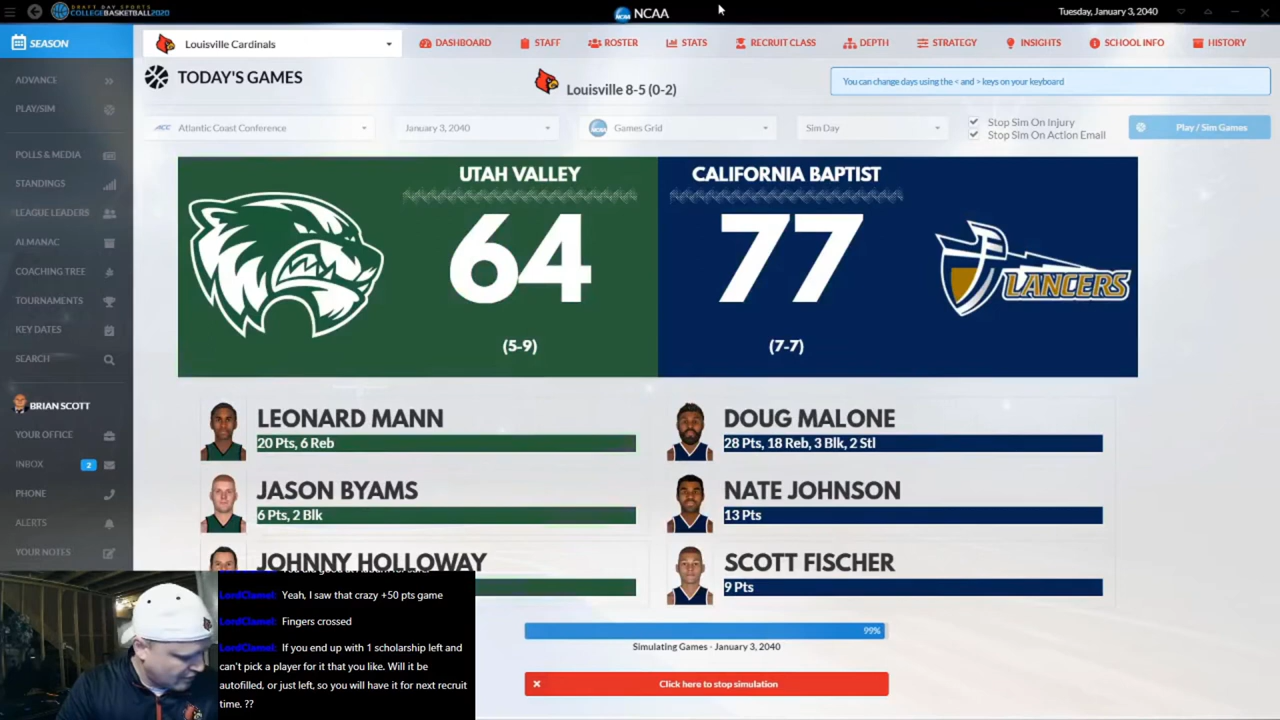 DRAFT DAY SPORTS
COLLEGE BASKETBALL 2020
NCAA
Tuesday, January 3, 2040
SEASON
Louisville Cardinals
DASHBOARD
STAFF
ROSTER
STATS
RECRUIT CLASS
DEPTH
STRATEGY
INSIGHTS
SCHOOL INFO
HISTORY
ADVANCE
PLAY/SIM
POLLS & MEDIA
STANDINGS
LEAGUE LEADERS
ALMANAC
COACHING TREE
TOURNAMENTS
KEY DATES
SEARCH
BRIAN SCOTT
YOUR OFFICE
INBOX 2
PHONE
ALERTS
YOUR NOTES
TODAY'S GAMES
Louisville 8-5 (0-2)
You can change days using the < and > keys on your keyboard
ACC Atlantic Coast Conference
January 3, 2040
NCAA Games Grid
Sim Day
Stop Sim On Injury
Stop Sim On Action Email
Play / Sim Games
UTAH VALLEY
64
(5-9)
CALIFORNIA BAPTIST
77
(7-7)
LANCERS
LEONARD MANN
20 Pts, 6 Reb
JASON BYAMS
6 Pts, 2 Blk
JOHNNY HOLLOWAY
DOUG MALONE
28 Pts, 18 Reb, 3 Blk, 2 Stl
NATE JOHNSON
13 Pts
SCOTT FISCHER
9 Pts
LordClamel: Yeah, I saw that crazy +50 pts game
LordClamel: Fingers crossed
LordClamel: If you end up with 1 scholarship left and
can't pick a player for it that you like. Will it be
autofilled, or just left, so you will have it for next recruit
time. ??
99%
Simulating Games - January 3, 2040
Click here to stop simulation